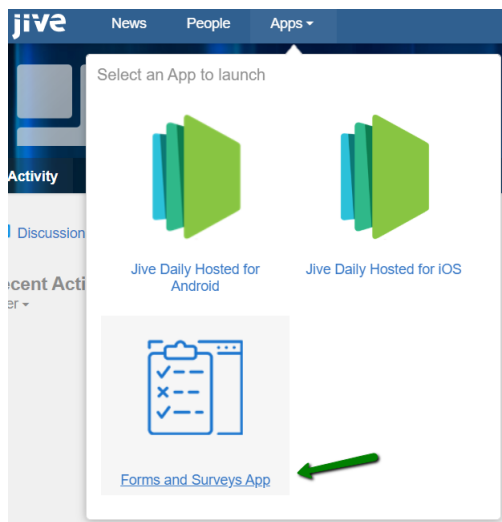 jive News People Apps
Select an App to launch
Activity
Discussion
Jive Daily Hosted for
Android
Jive Daily Hosted for iOS
cent Acti
er
Forms and Surveys App